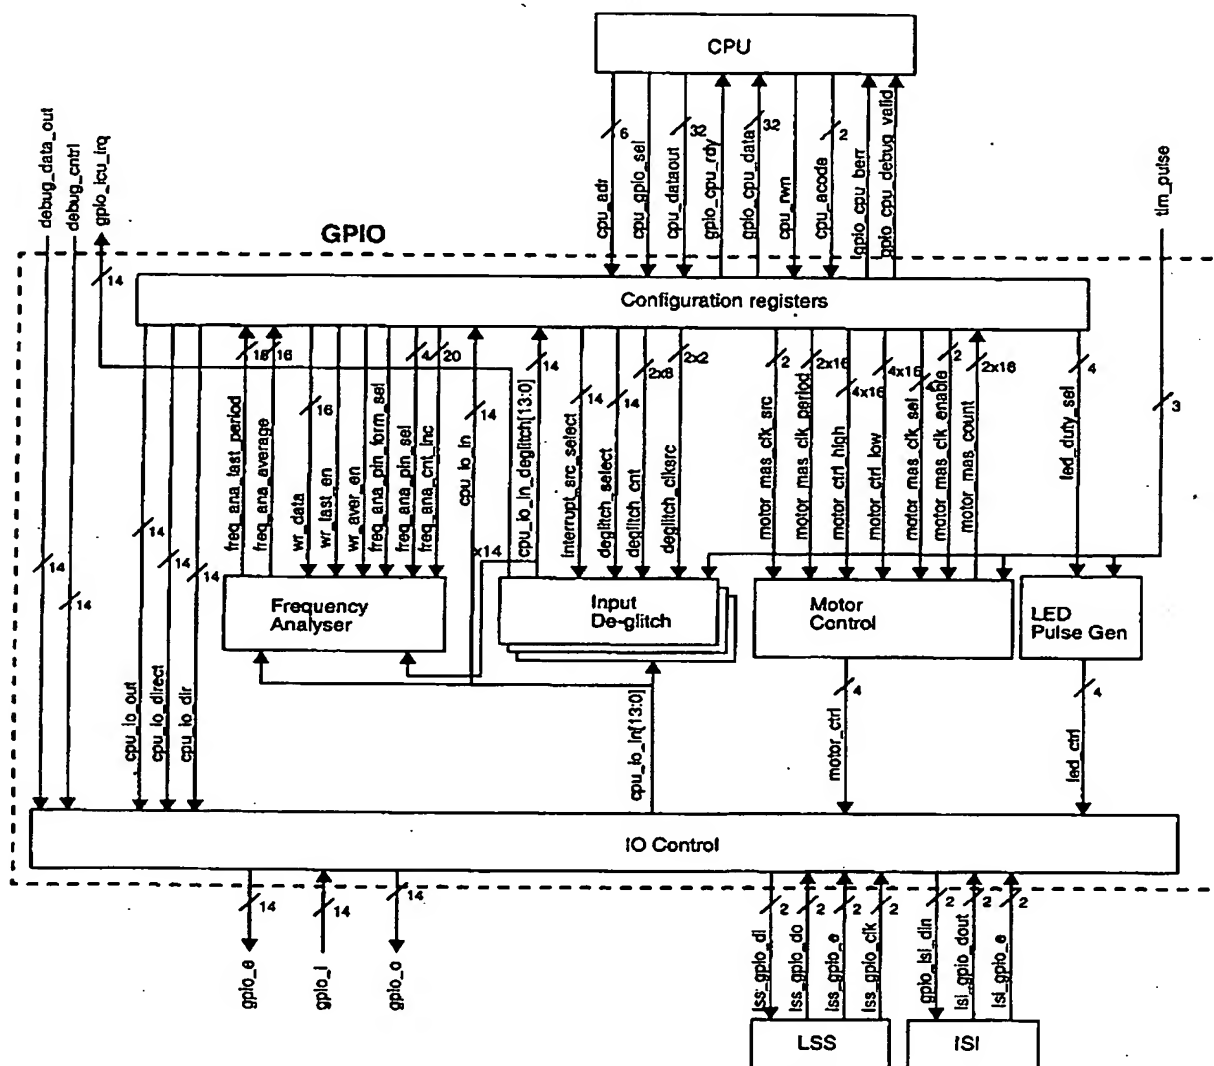 CPU
debug_data_out
debug_cntrl
gpio_icu_irq
cpu_adr
6
cpu_gpio_sel
cpu_dataout
32
gpio_cpu_rdy
gpio_cpu_data
32
cpu_rwn
cpu_acode
2
gpio_cpu_berr
gpio_cpu_debug_valid
tim_pulse
3
GPIO
14
Configuration registers
freq_ana_last_period
16
freq_ana_average
16
wr_data
16
wr_last_en
wr_aver_en
freq_ana_pin_form_sel
freq_ana_pin_sel
4
freq_ana_cnt_inc
20
cpu_io_in
14
cpu_io_in_deglitch[13:0]
14
x14
interrupt_src_select
14
deglitch_select
14
deglitch_cnt
2x8
deglitch_clksrc
2x2
motor_mas_clk_src
2
motor_mas_clk_period
2x16
motor_ctrl_high
4x16
motor_ctrl_low
4x16
motor_mas_clk_sel
motor_mas_clk_enable
2
motor_mas_count
2x16
led_duty_sel
4
14
14
14
14
14
Frequency
Analyser
Input
De-glitch
Motor
Control
LED
Pulse Gen
cpu_io_out
cpu_io_direct
cpu_io_dir
cpu_io_in[13:0]
motor_ctrl
4
led_ctrl
4
IO Control
gpio_e
14
gpio_i
14
gpio_o
14
lss_gpio_di
2
lss_gpio_do
2
lss_gpio_e
2
lss_gpio_clk
2
gpio_isi_din
2
isi_gpio_dout
2
isi_gpio_e
2
LSS
ISI